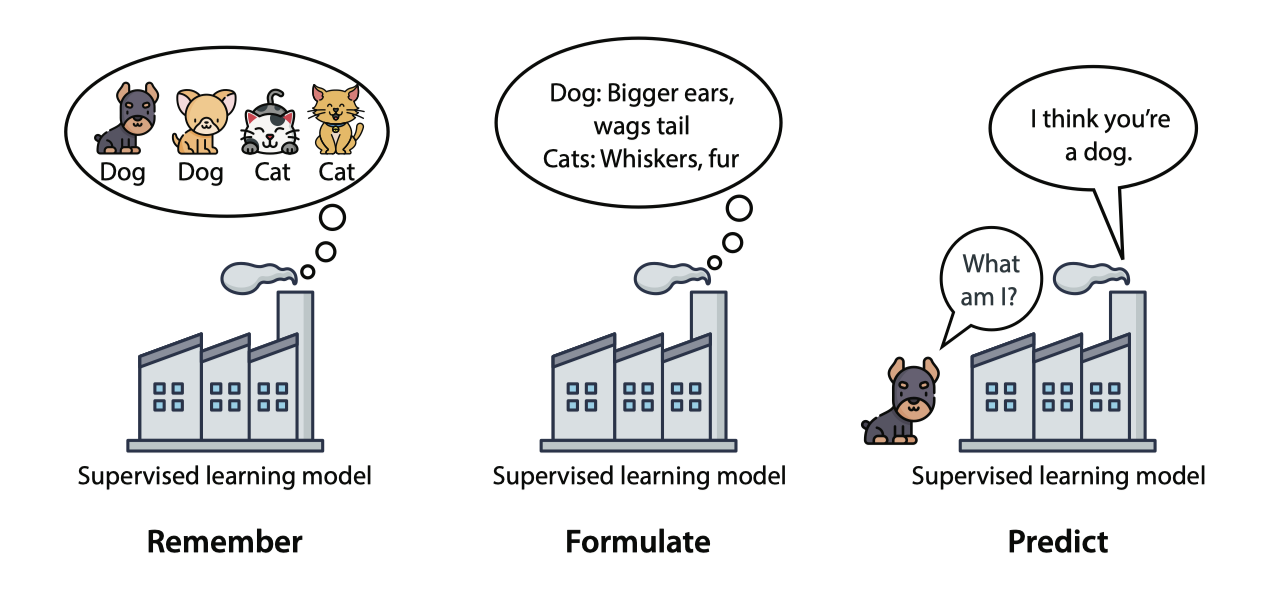 Dog
Dog
Cat
Cat
Supervised learning model
Remember
Dog: Bigger ears,
wags tail
Cats: Whiskers, fur
Supervised learning model
Formulate
I think you’re
a dog.
What
am I?
Supervised learning model
Predict